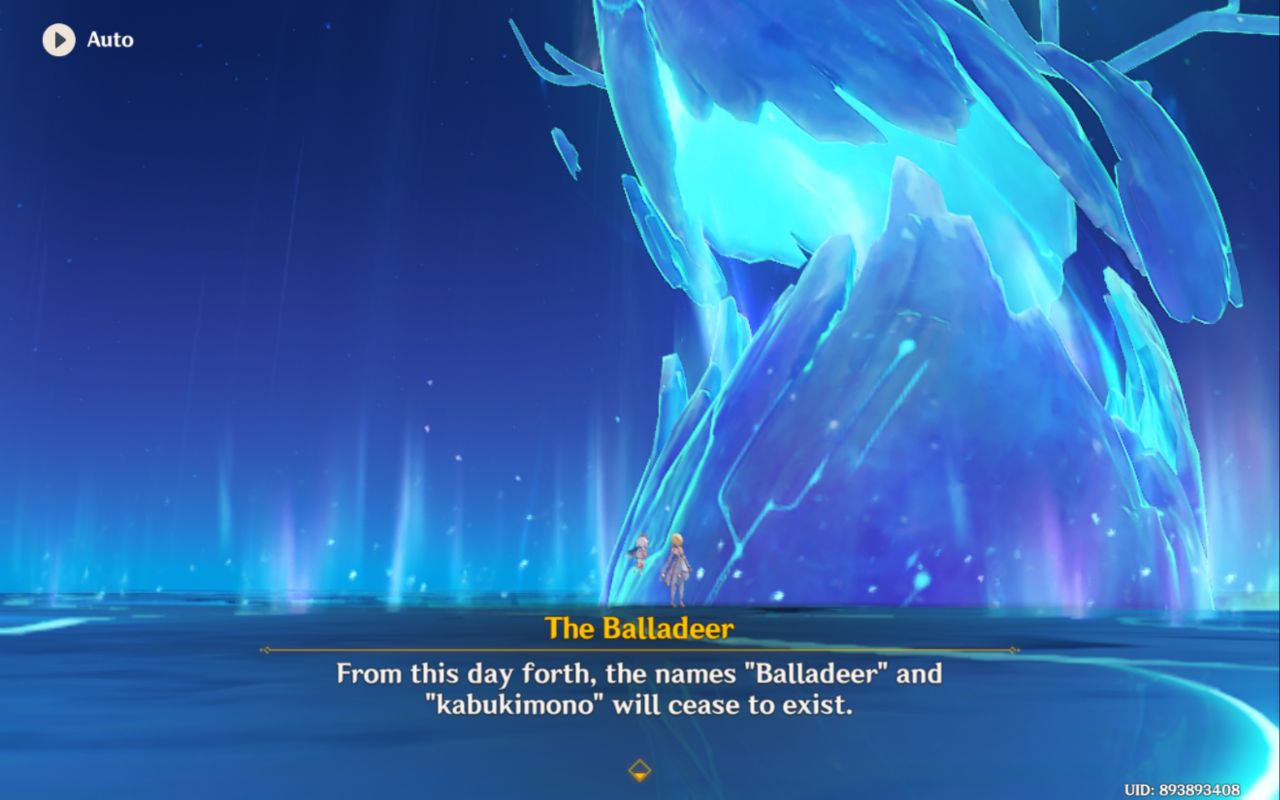 Auto
The Balladeer
From this day forth, the names "Balladeer" and
"kabukimono" will cease to exist.
UID: 893893408